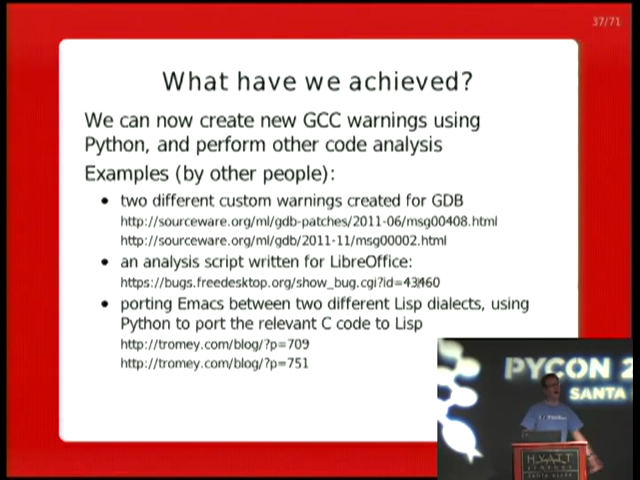 37/71
What have we achieved?
We can now create new GCC warnings using
Python, and perform other code analysis
Examples (by other people):
• two different custom warnings created for GDB
http://sourceware.org/ml/gdb-patches/2011-06/msg00408.html
http://sourceware.org/ml/gdb/2011-11/msg00002.html
• an analysis script written for LibreOffice:
https://bugs.freedesktop.org/show_bug.cgi?id=43460
• porting Emacs between two different Lisp dialects, using
Python to port the relevant C code to Lisp
http://tromey.com/blog/?p=709
http://tromey.com/blog/?p=751
PYCON 2
SANTA
HYATT